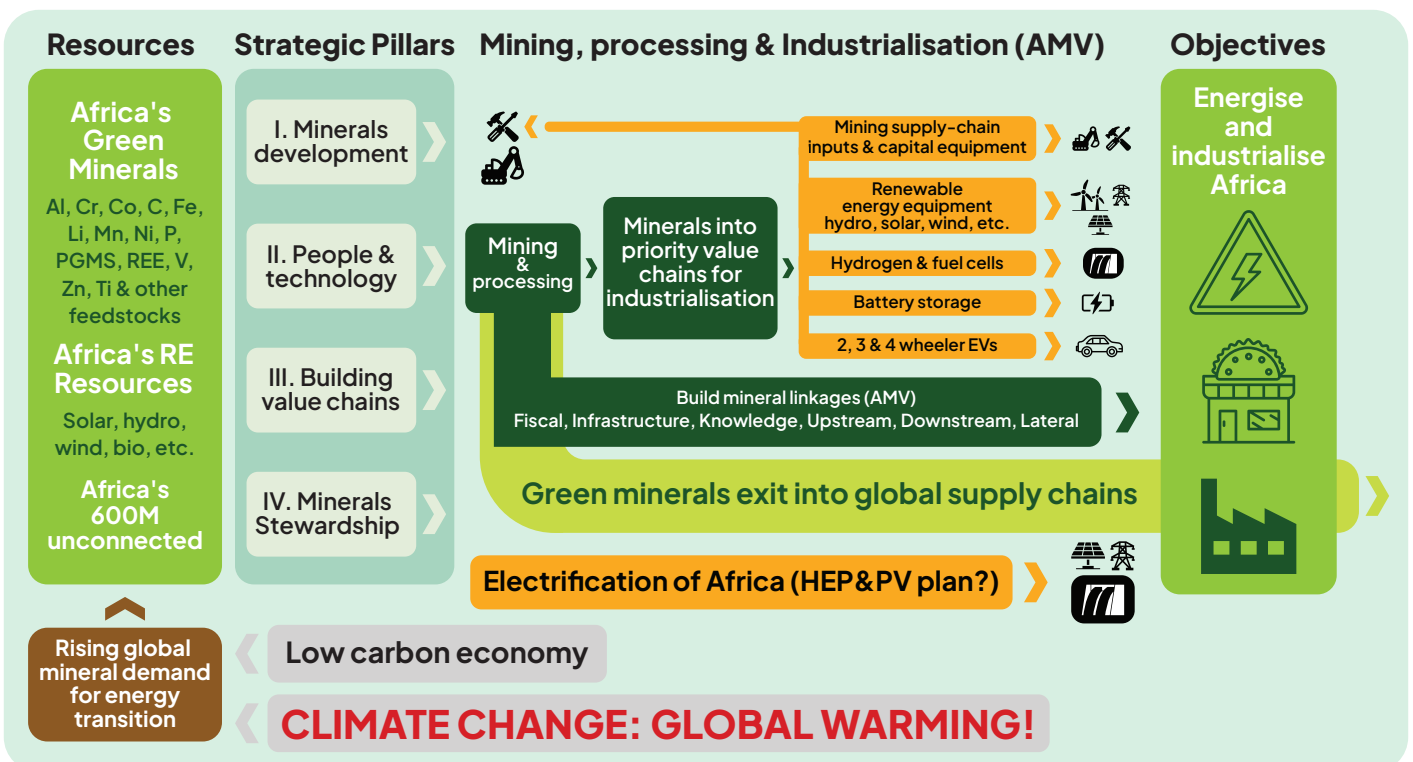 Resources
Strategic Pillars
Mining, processing & Industrialisation (AMV)
Objectives
Africa's
Green
Minerals
Al, Cr, Co, C, Fe,
Li, Mn, Ni, P,
PGMS, REE, V,
Zn, Ti & other
feedstocks
Africa's RE
Resources
Solar, hydro,
wind, bio, etc.
Africa's
600M
unconnected
I. Minerals
development
II. People &
technology
III. Building
value chains
IV. Minerals
Stewardship
Mining
&
processing
Minerals into
priority value
chains for
industrialisation
Mining supply-chain
inputs & capital equipment
Renewable
energy equipment
hydro, solar, wind, etc.
Hydrogen & fuel cells
Battery storage
2, 3 & 4 wheeler EVs
Build mineral linkages (AMV)
Fiscal, Infrastructure, Knowledge, Upstream, Downstream, Lateral
Green minerals exit into global supply chains
Electrification of Africa (HEP&PV plan?)
Energise
and
industrialise
Africa
Rising global
mineral demand
for energy
transition
Low carbon economy
CLIMATE CHANGE: GLOBAL WARMING!